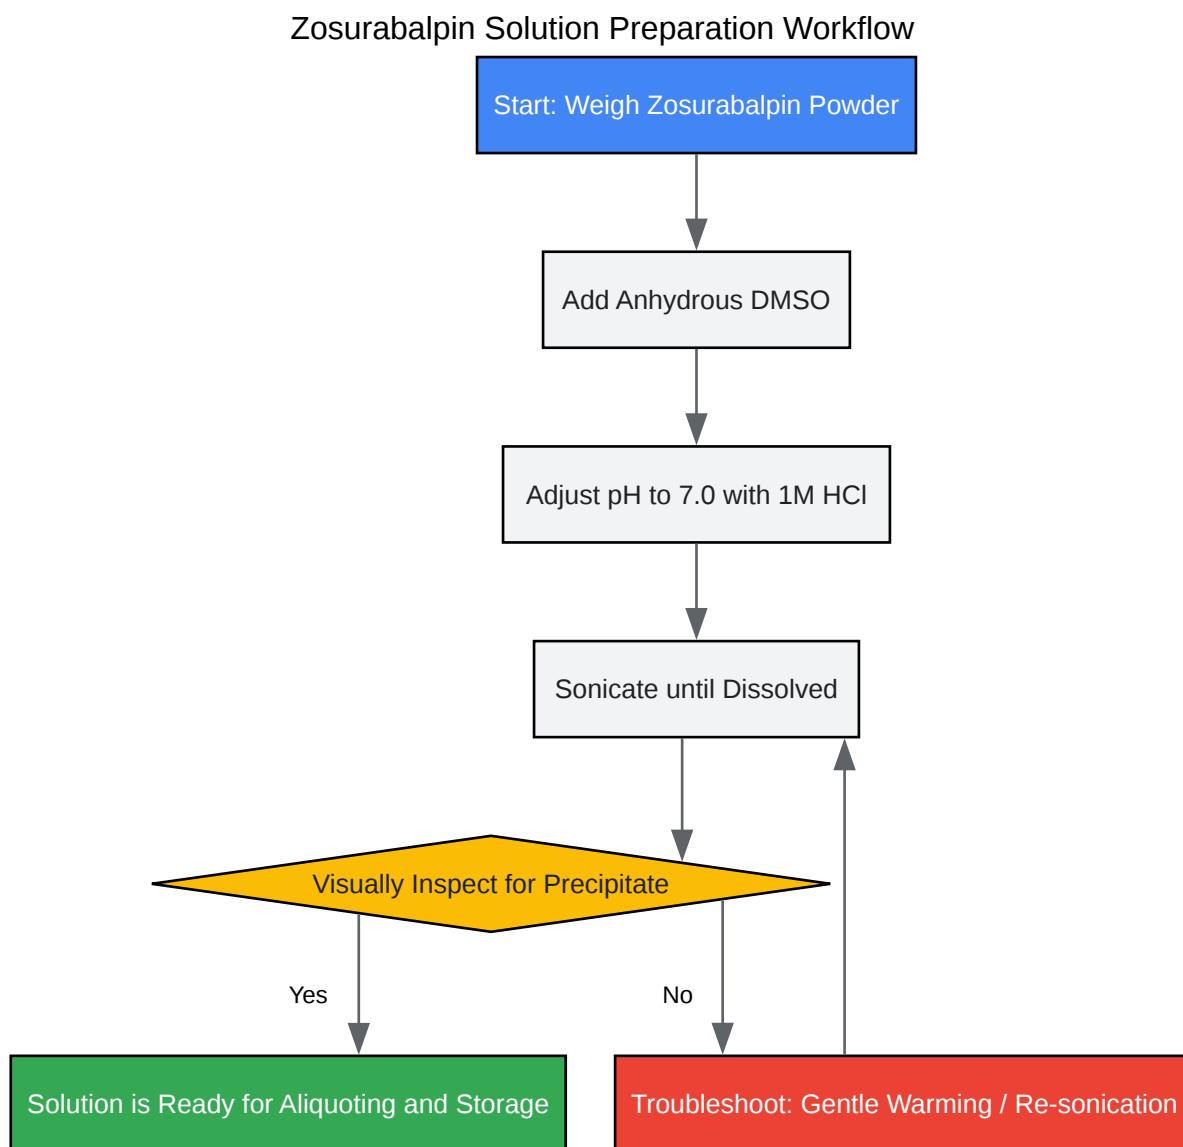 Zosurabalpin Solution Preparation Workflow
Start: Weigh Zosurabalpin Powder
Add Anhydrous DMSO
Adjust pH to 7.0 with 1M HCl
Sonicate until Dissolved
Visually Inspect for Precipitate
Yes
No
Solution is Ready for Aliquoting and Storage
Troubleshoot: Gentle Warming / Re-sonication